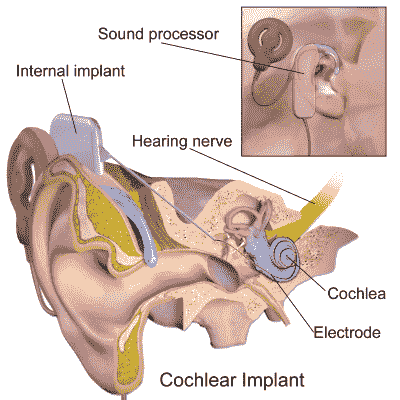 Sound processor
Internal implant
Hearing nerve
Cochlea
Electrode
Cochlear Implant